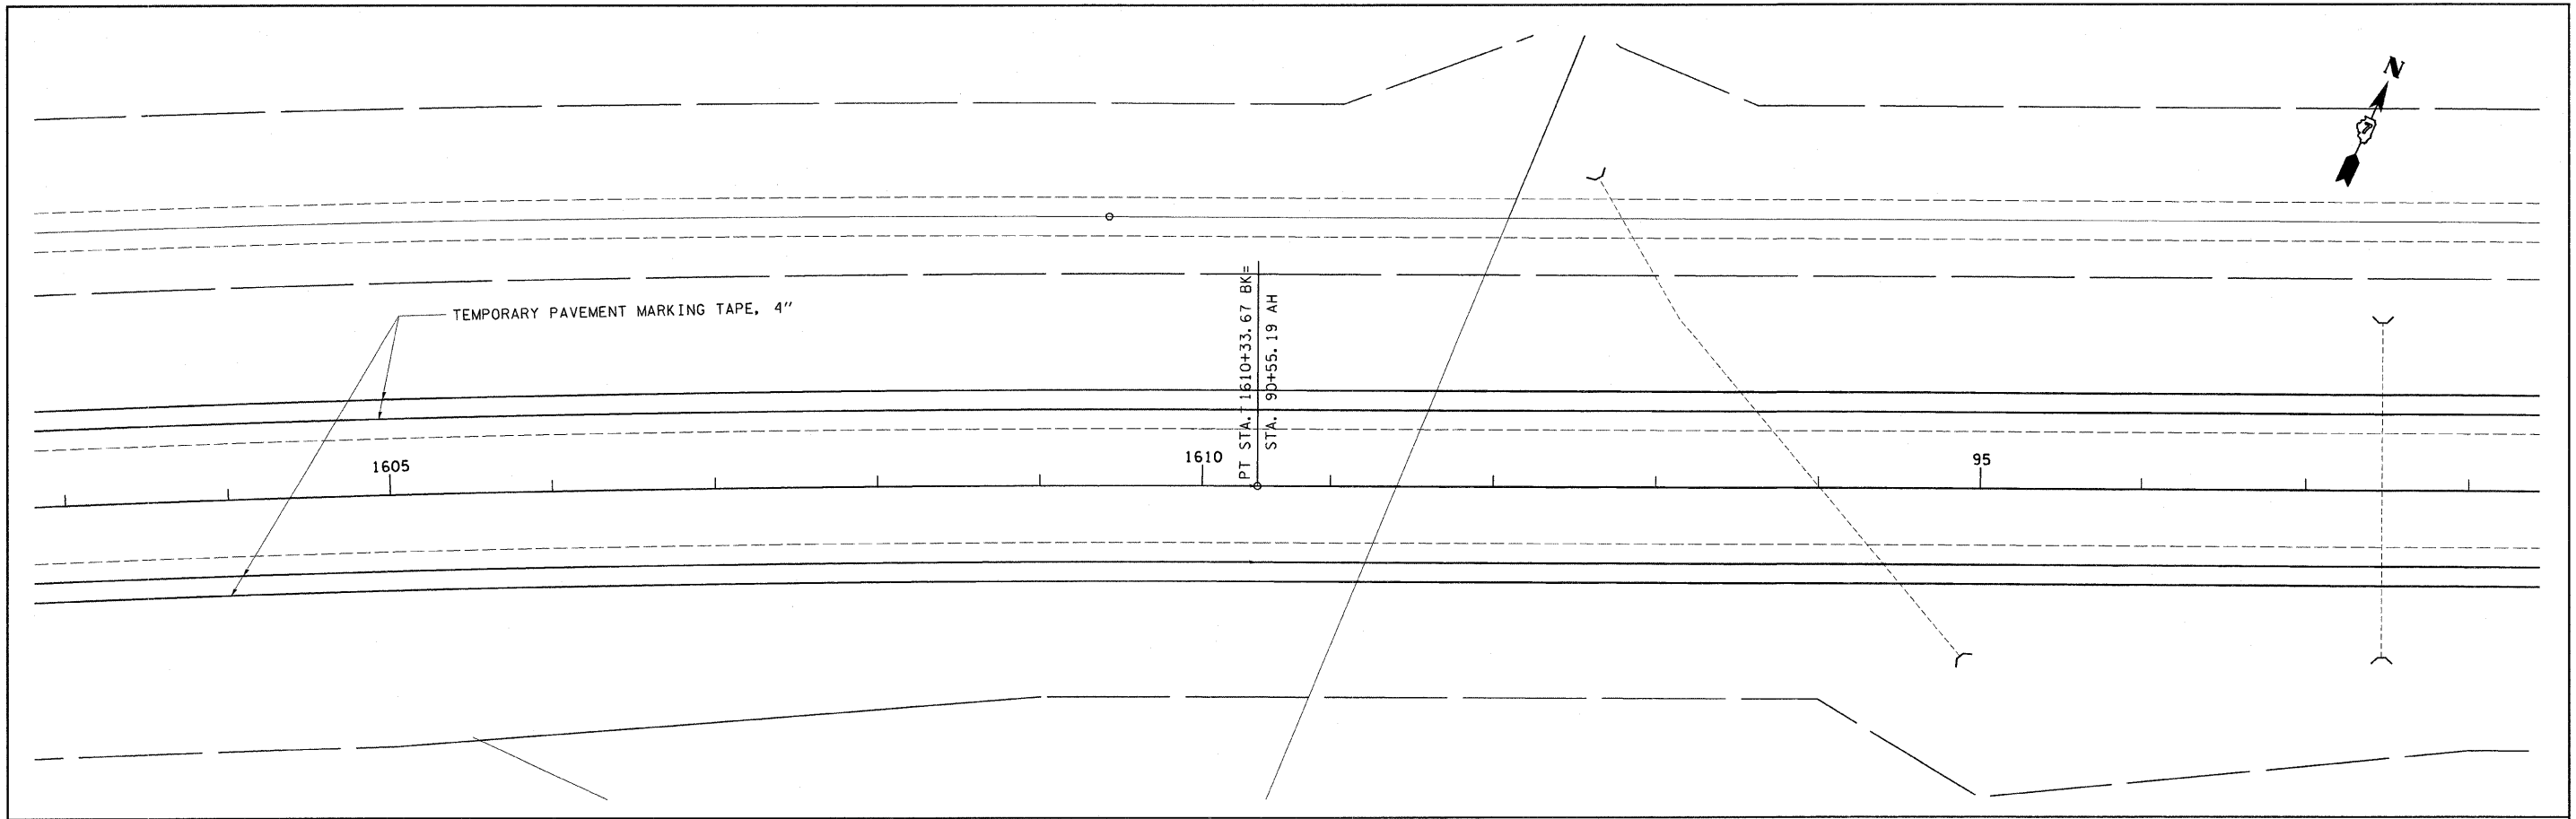 N
7
TEMPORARY PAVEMENT MARKING TAPE, 4"
PT STA. 1610+33.67 BK=
STA. 90+55.19 AH
1605
1610
95